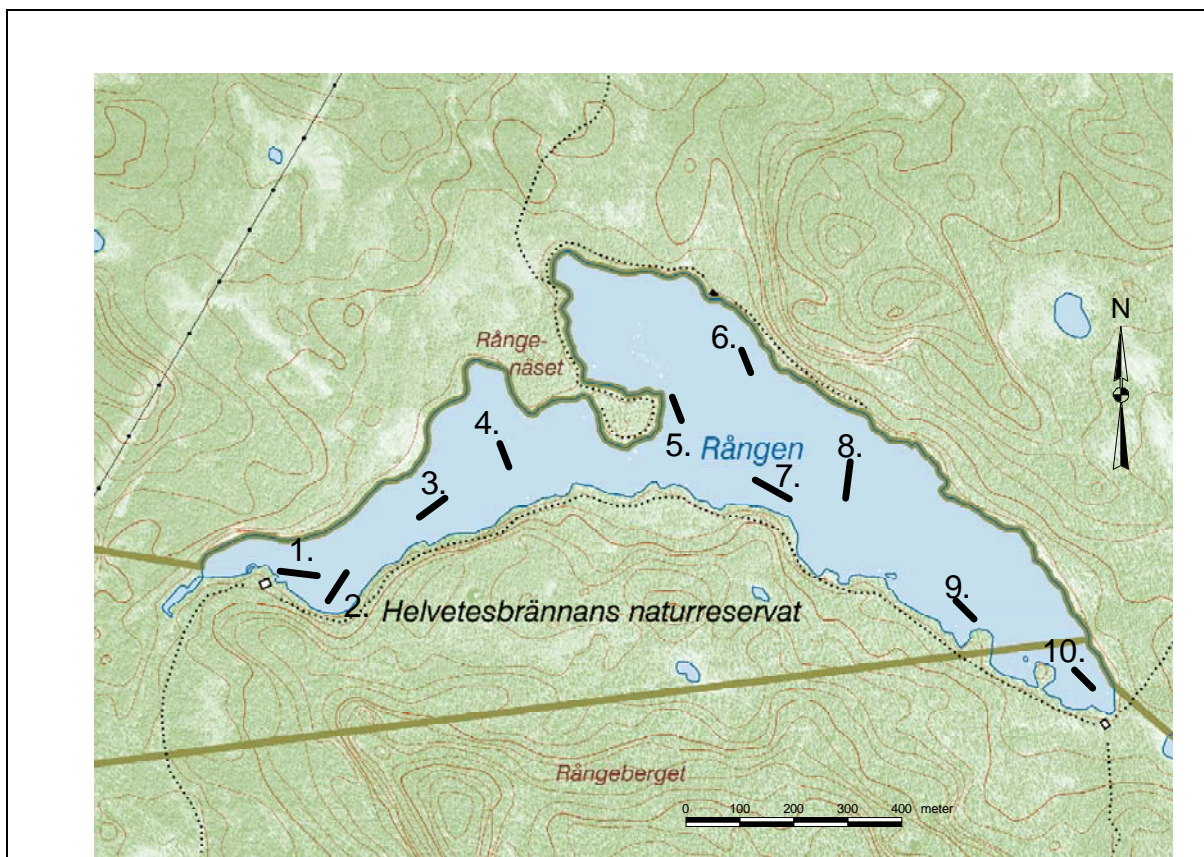 N
6.
Rånge-
näset
4.
5.
Rången
8.
3.
7.
1.
2.
Helvetesbrännans naturreservat
9.
10.
Rångeberget
0 100 200 300 400 meter